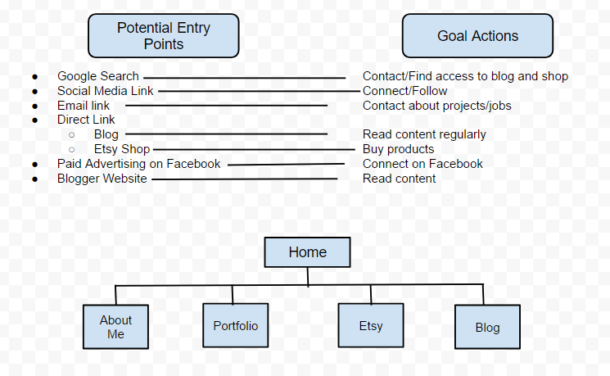 Potential Entry
Points
Goal Actions
Google Search Contact/Find access to blog and shop
Social Media Link Connect/Follow
Email link Contact about projects/jobs
Direct Link
Blog Read content regularly
Etsy Shop Buy products
Paid Advertising on Facebook Connect on Facebook
Blogger Website Read content
Home
About
Me
Portfolio
Etsy
Blog